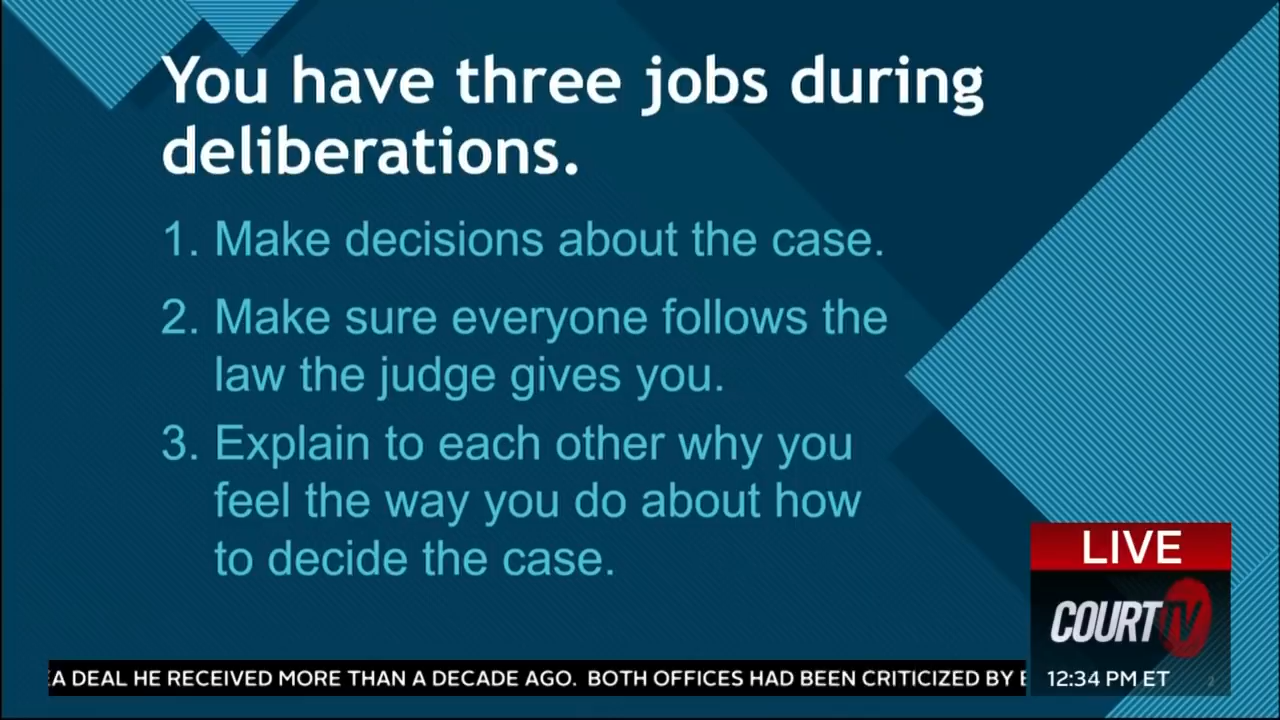 You have three jobs during
deliberations.
1. Make decisions about the case.
2. Make sure everyone follows the
law the judge gives you.
3. Explain to each other why you
feel the way you do about how
to decide the case.
LIVE
COURT TV
A DEAL HE RECEIVED MORE THAN A DECADE AGO. BOTH OFFICES HAD BEEN CRITICIZED BY
12:34 PM ET
2